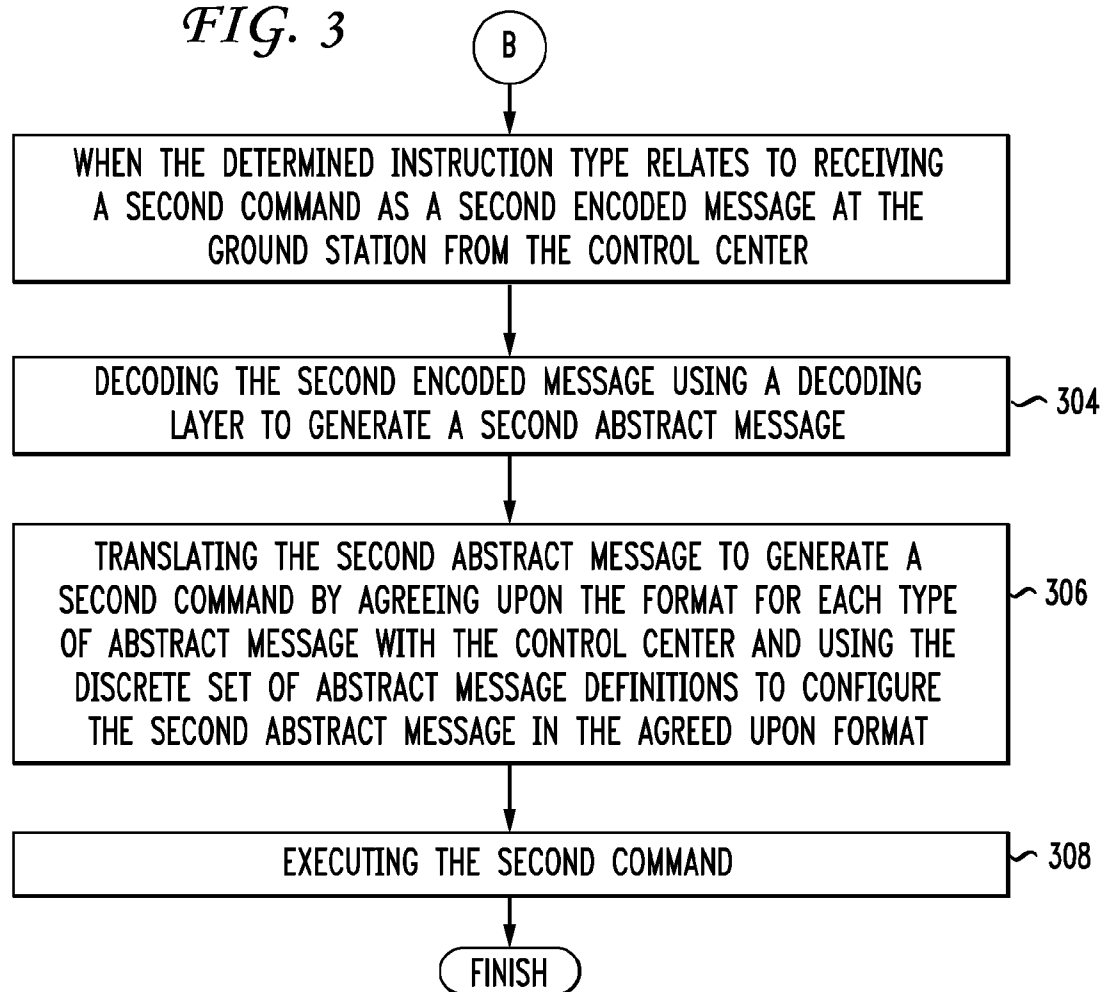 FIG. 3
B
WHEN THE DETERMINED INSTRUCTION TYPE RELATES TO RECEIVING
A SECOND COMMAND AS A SECOND ENCODED MESSAGE AT THE
GROUND STATION FROM THE CONTROL CENTER
DECODING THE SECOND ENCODED MESSAGE USING A DECODING
LAYER TO GENERATE A SECOND ABSTRACT MESSAGE
304
TRANSLATING THE SECOND ABSTRACT MESSAGE TO GENERATE A
SECOND COMMAND BY AGREEING UPON THE FORMAT FOR EACH TYPE
OF ABSTRACT MESSAGE WITH THE CONTROL CENTER AND USING THE
DISCRETE SET OF ABSTRACT MESSAGE DEFINITIONS TO CONFIGURE
THE SECOND ABSTRACT MESSAGE IN THE AGREED UPON FORMAT
306
EXECUTING THE SECOND COMMAND
308
FINISH